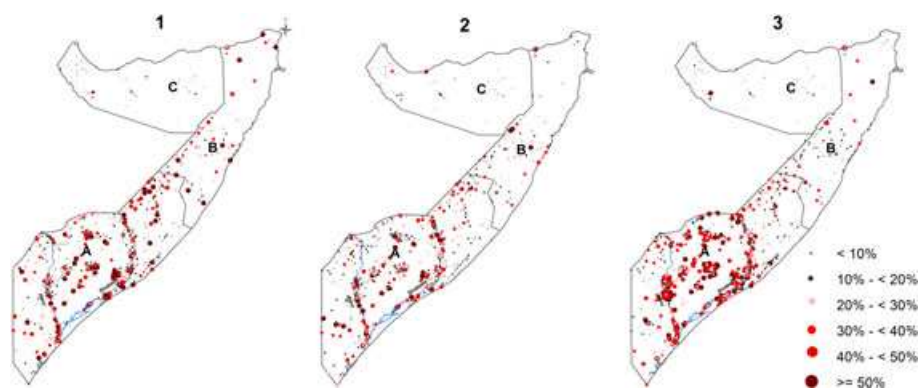 1
2
3
C
C
C
B
B
B
A
A
A
< 10%
10% - < 20%
20% - < 30%
30% - < 40%
40% - < 50%
>= 50%